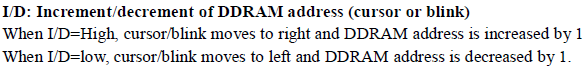 I/D: Increment/decrement of DDRAM address (cursor or blink)
When I/D=High, cursor/blink moves to right and DDRAM address is increased by 1
When I/D=low, cursor/blink moves to left and DDRAM address is decreased by 1.